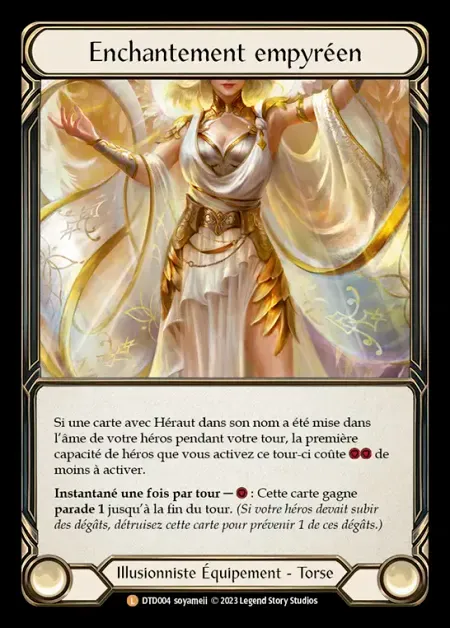 Enchantement empyréen
Si une carte avec Héraut dans son nom a été mise dans
l'âme de votre héros pendant votre tour, la première
capacité de héros que vous activez ce tour-ci coûte de
moins à activer.
Instantané une fois par tour — : Cette carte gagne
parade 1 jusqu'à la fin du tour. (Si votre héros devait subir
des dégâts, détruisez cette carte pour prévenir 1 de ces dégâts.)
Illusionniste Équipement - Torse
L DTD004 soyameii © 2023 Legend Story Studios